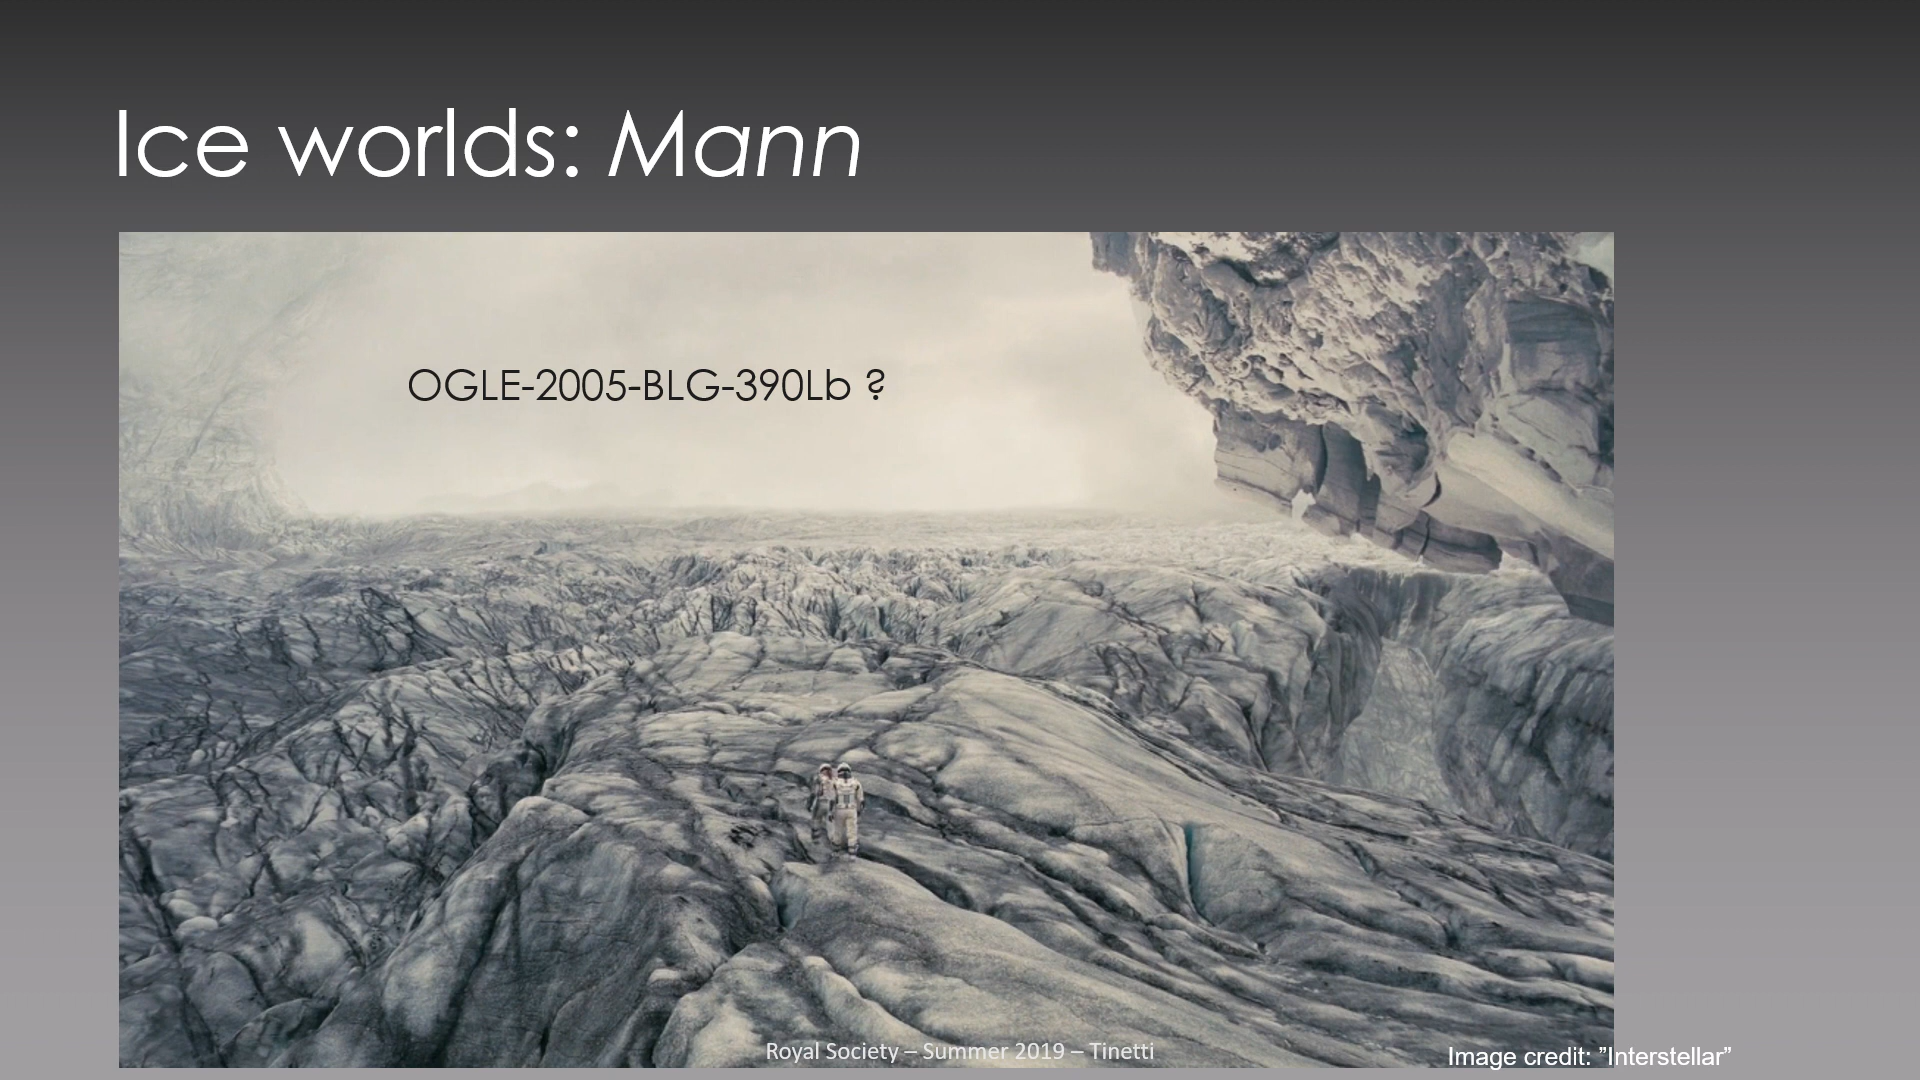 Ice worlds: Mann
OGLE-2005-BLG-390Lb ?
Royal Society – Summer 2019 – Tinetti
Image credit: ”Interstellar”